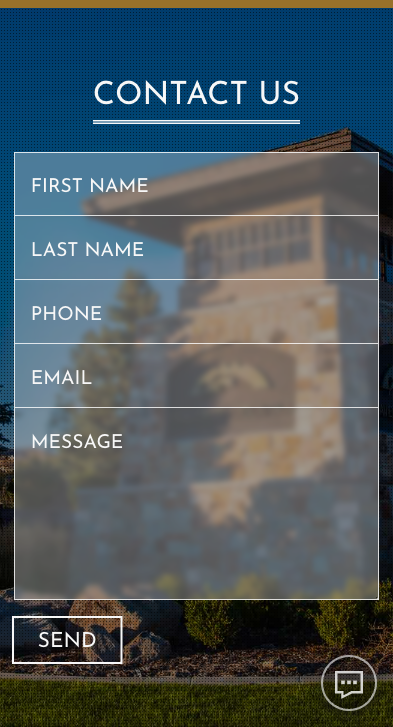 CONTACT US
FIRST NAME
LAST NAME
PHONE
EMAIL
MESSAGE
SEND